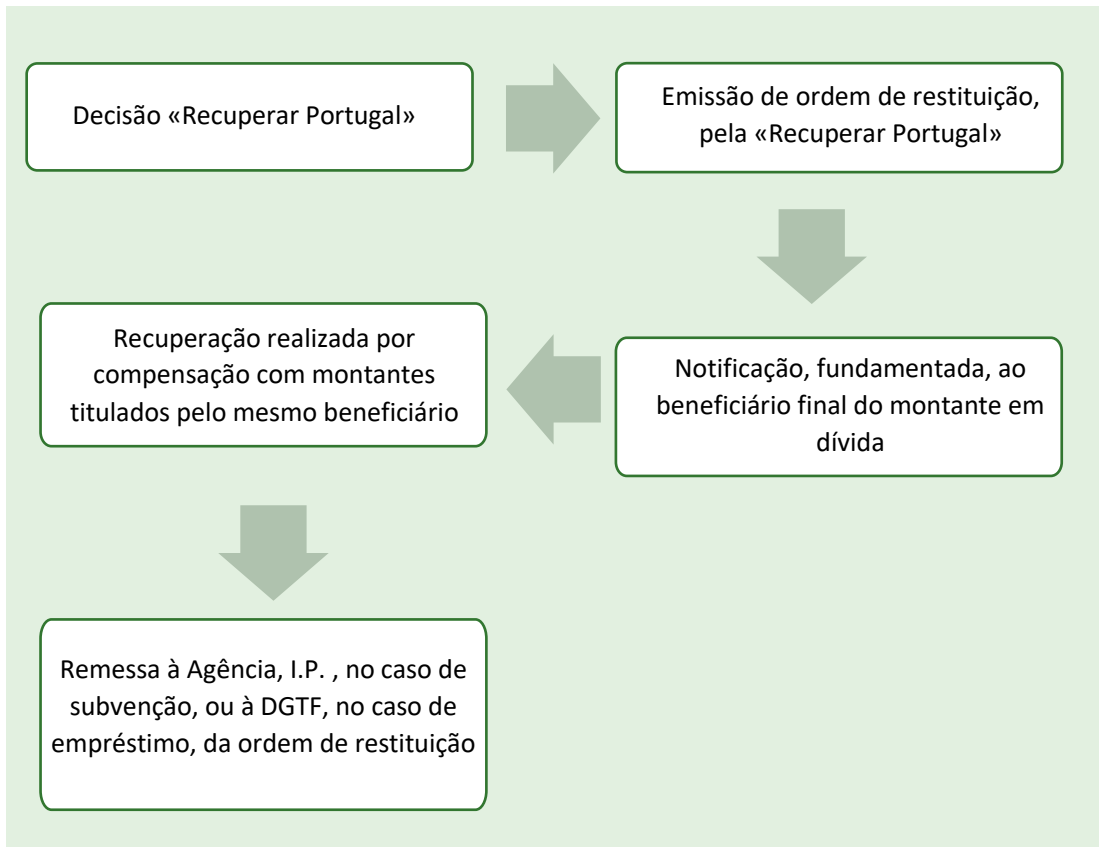 Decisão «Recuperar Portugal»
Emissão de ordem de restituição,
pela «Recuperar Portugal»
Notificação, fundamentada, ao
beneficiário final do montante em
dívida
Recuperação realizada por
compensação com montantes
titulados pelo mesmo beneficiário
Remessa à Agência, I.P. , no caso de
subvenção, ou à DGTF, no caso de
empréstimo, da ordem de restituição